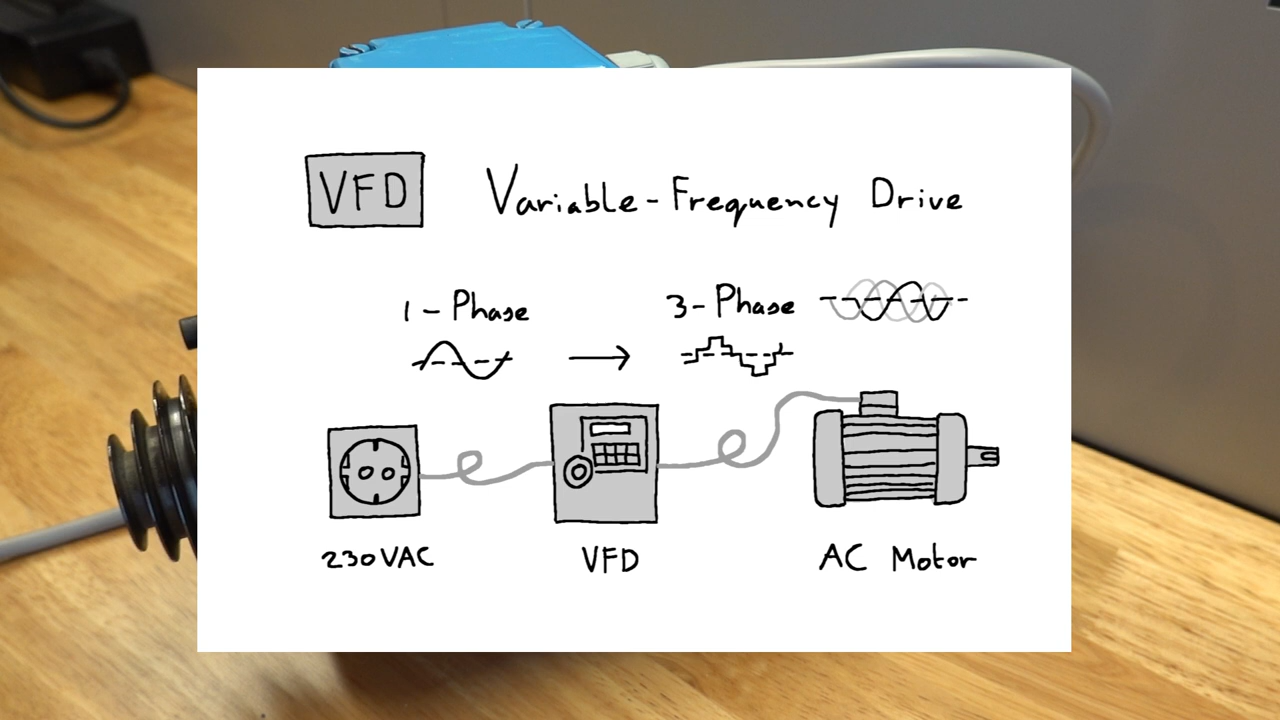 VFD Variable-Frequency Drive
1-Phase 3-Phase
230VAC VFD AC Motor